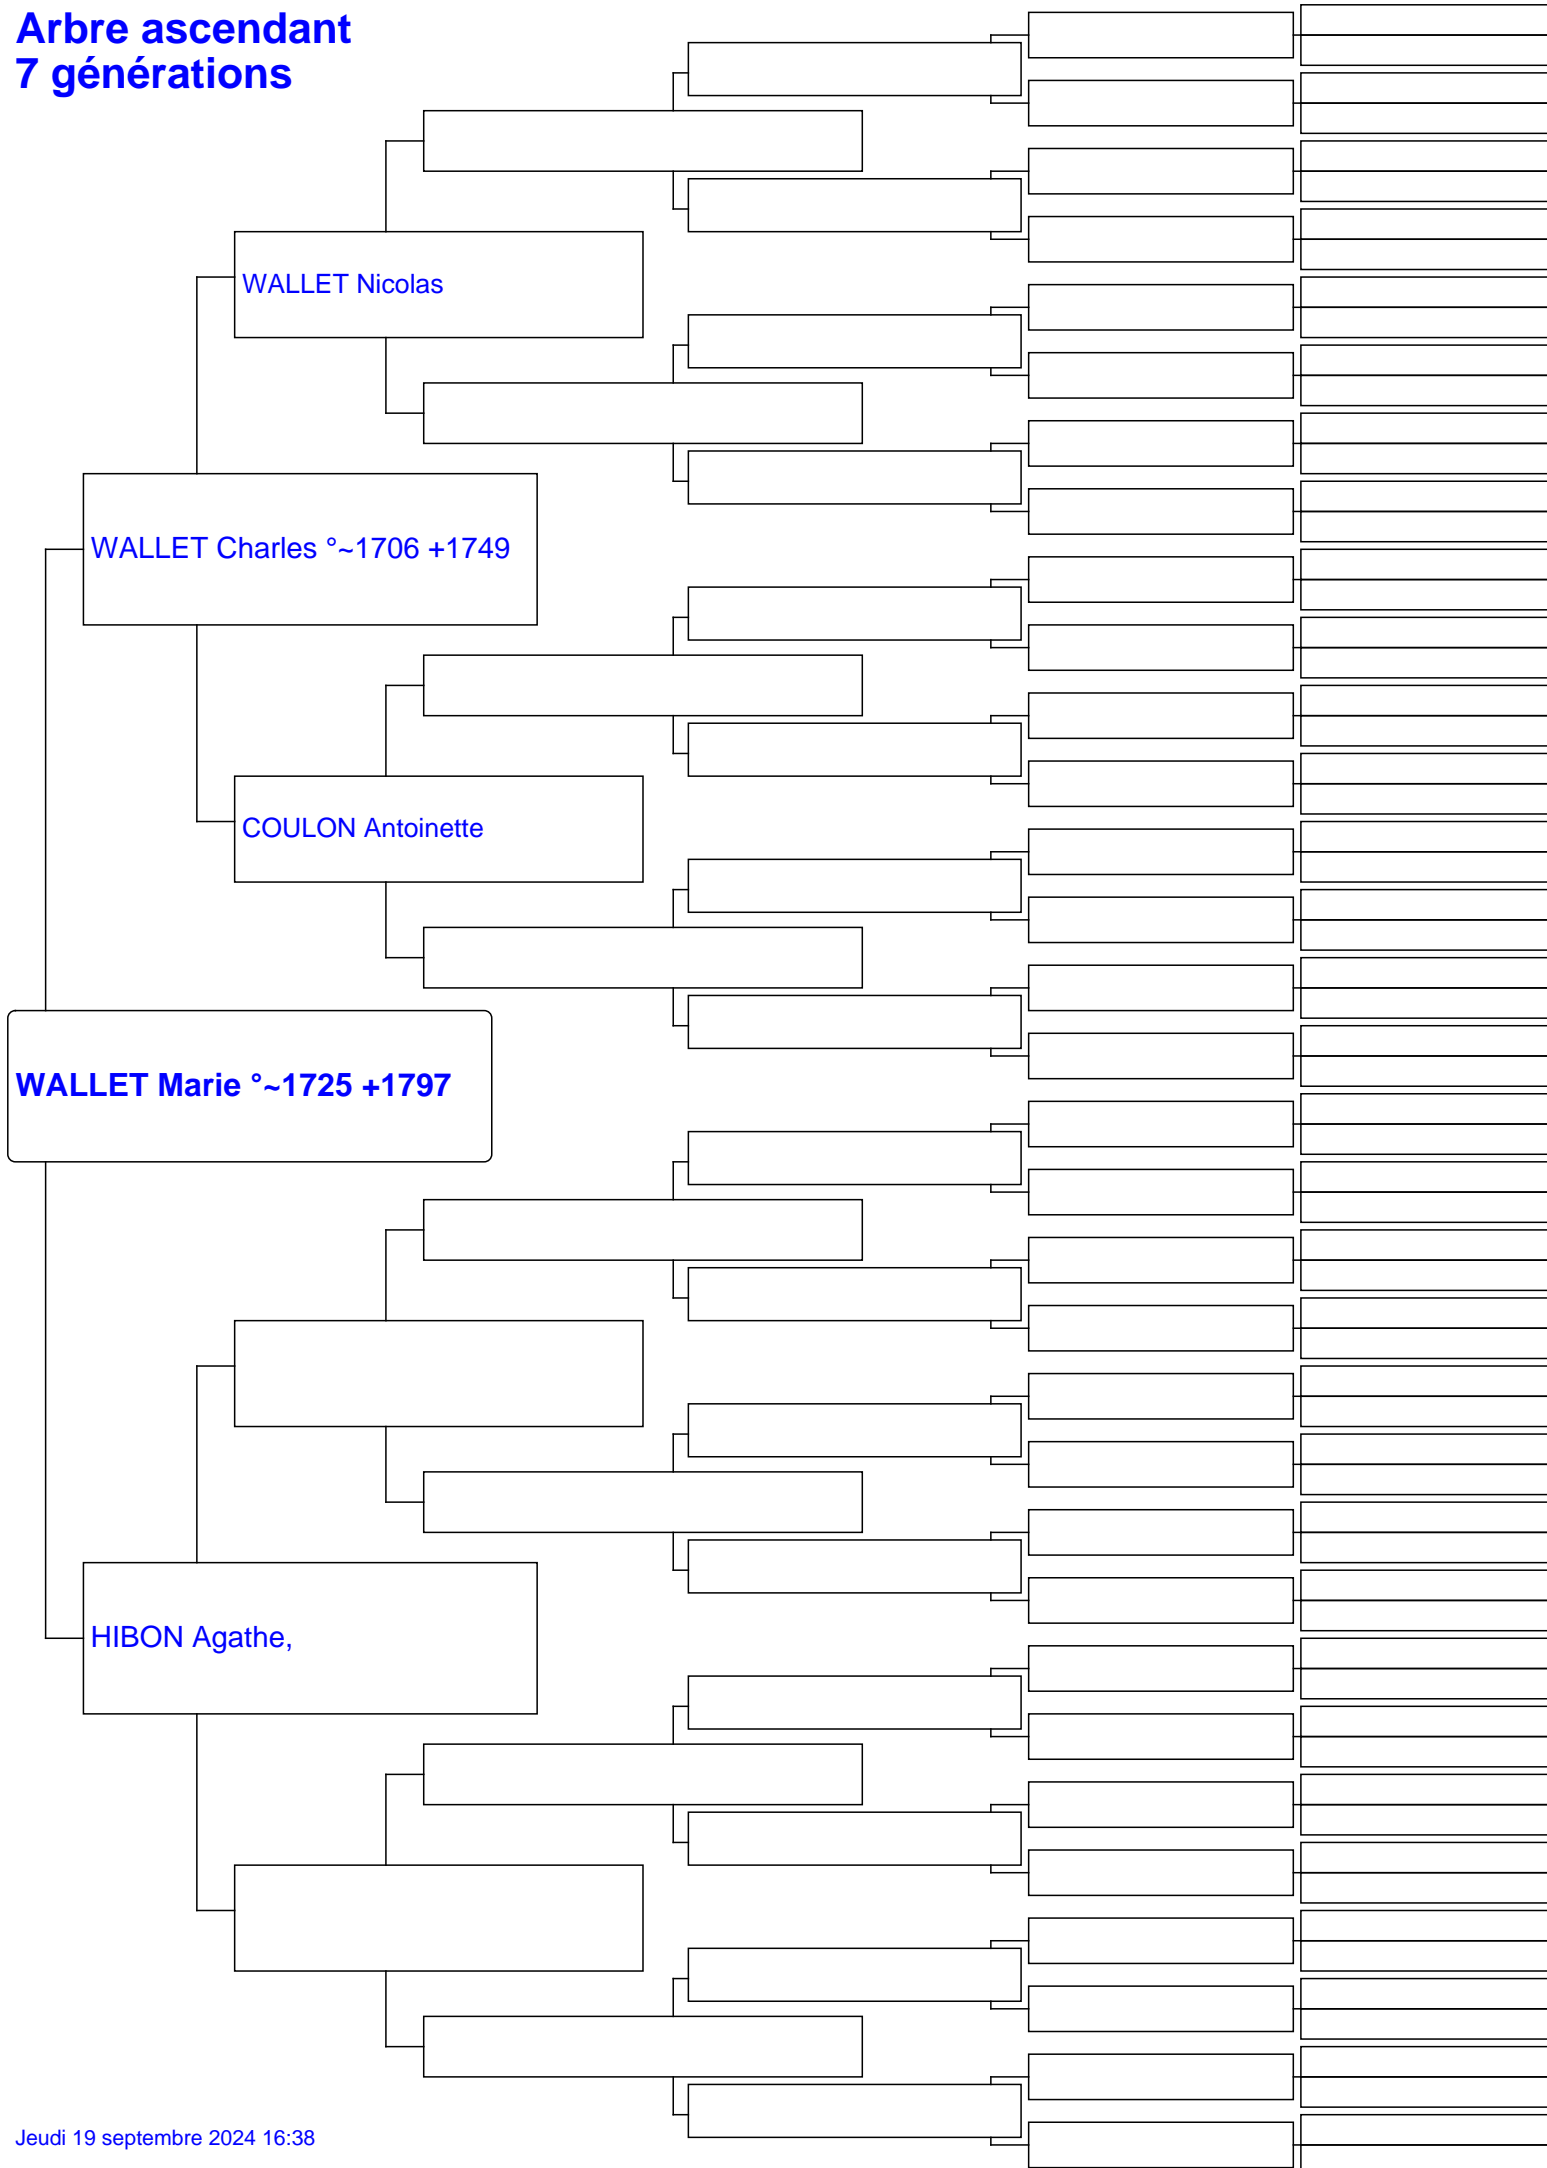 Arbre ascendant
7 générations
WALLET Nicolas
WALLET Charles °~1706 +1749
COULON Antoinette
WALLET Marie °~1725 +1797
HIBON Agathe,
Jeudi 19 septembre 2024 16:38